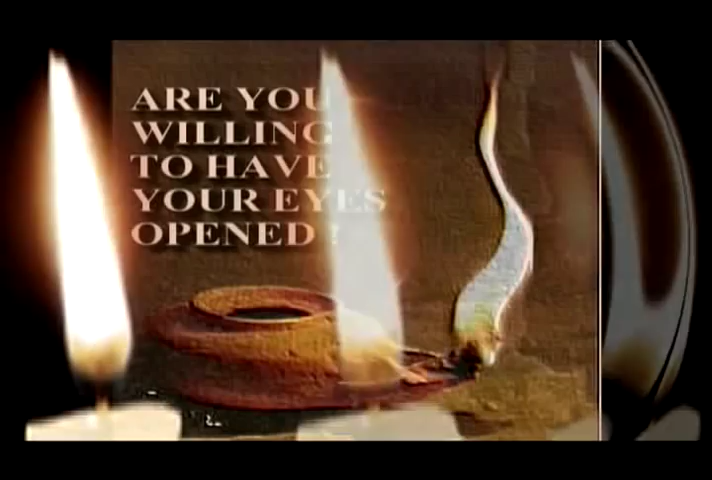 ARE YOU
WILLING
TO HAVE
YOUR EYES
OPENED ?